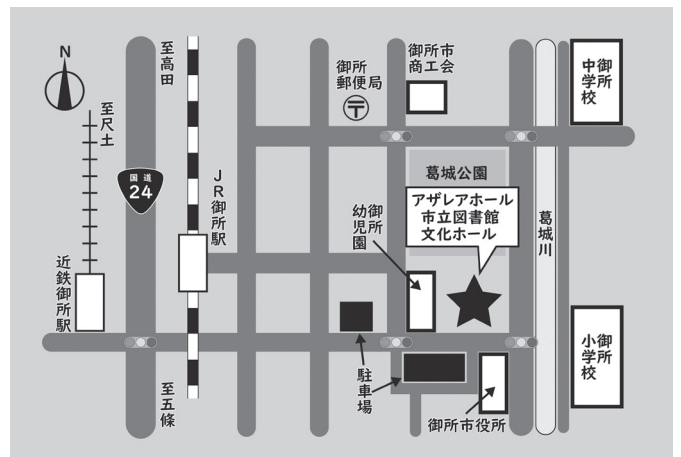 N
至高田
至尺土
国道
24
JR御所駅
近鉄御所駅
至五條
御所
郵便局
〒
御所市
商工会
御所
中学校
葛城公園
アザレアホール
市立図書館
文化ホール
御所
幼児園
葛城川
御所
小学校
駐車場
御所市役所